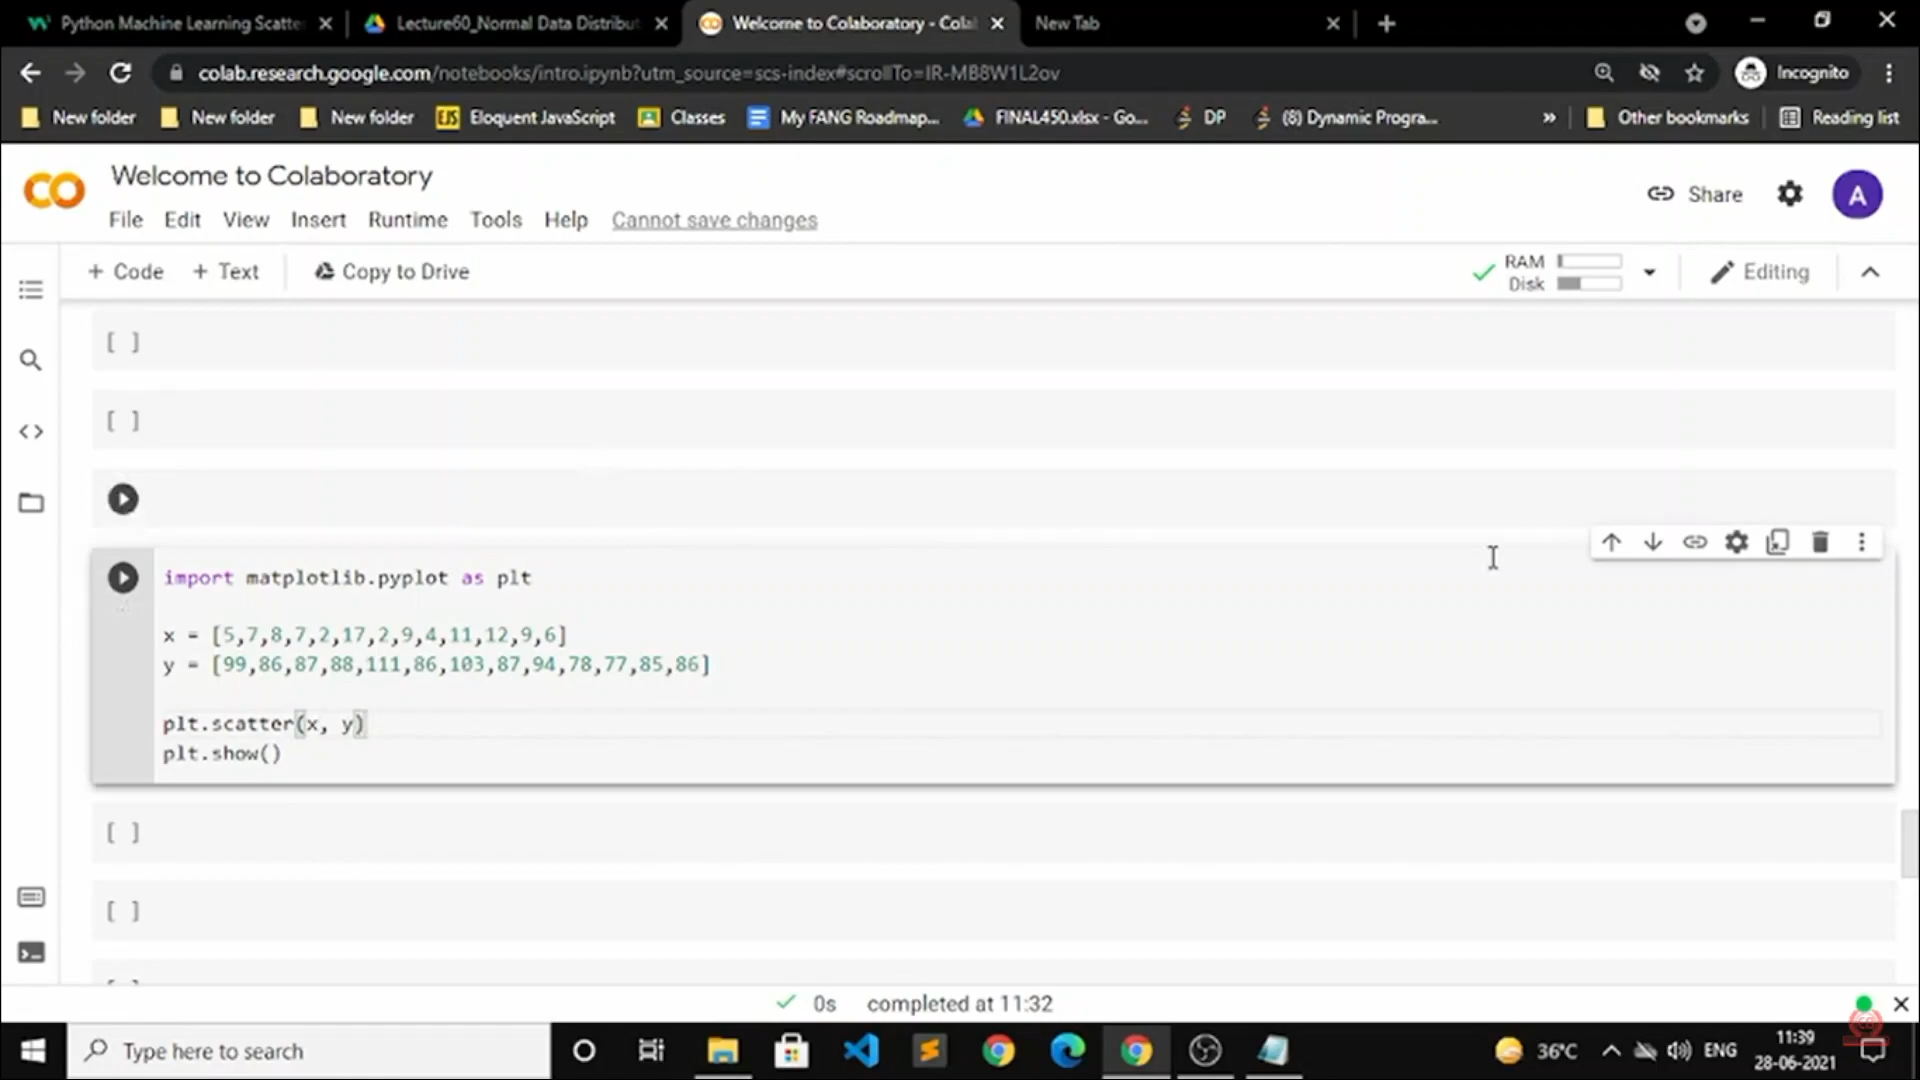 Python Machine Learning Scatte
Lecture60_Normal Data Distribut
Welcome to Colaboratory - Colal
New Tab
colab.research.google.com/notebooks/intro.ipynb?utm_source=scs-index#scrollTo=IR-MB8W1L2ov
Incognito
New folder
New folder
New folder
EJS
Eloquent JavaScript
Classes
My FANG Roadmap...
FINAL450.xlsx - Go...
DP
(8) Dynamic Progra...
»
Other bookmarks
Reading list
Welcome to Colaboratory
Share
A
File Edit View Insert Runtime Tools Help Cannot save changes
+ Code + Text Copy to Drive
RAM
Disk
Editing
[ ]
[ ]
import matplotlib.pyplot as plt
x = [5,7,8,7,2,17,2,9,4,11,12,9,6]
y = [99,86,87,88,111,86,103,87,94,78,77,85,86]
plt.scatter(x, y)
plt.show()
[ ]
[ ]
0s completed at 11:32
Type here to search
36°C
ENG
11:39
28-06-2021